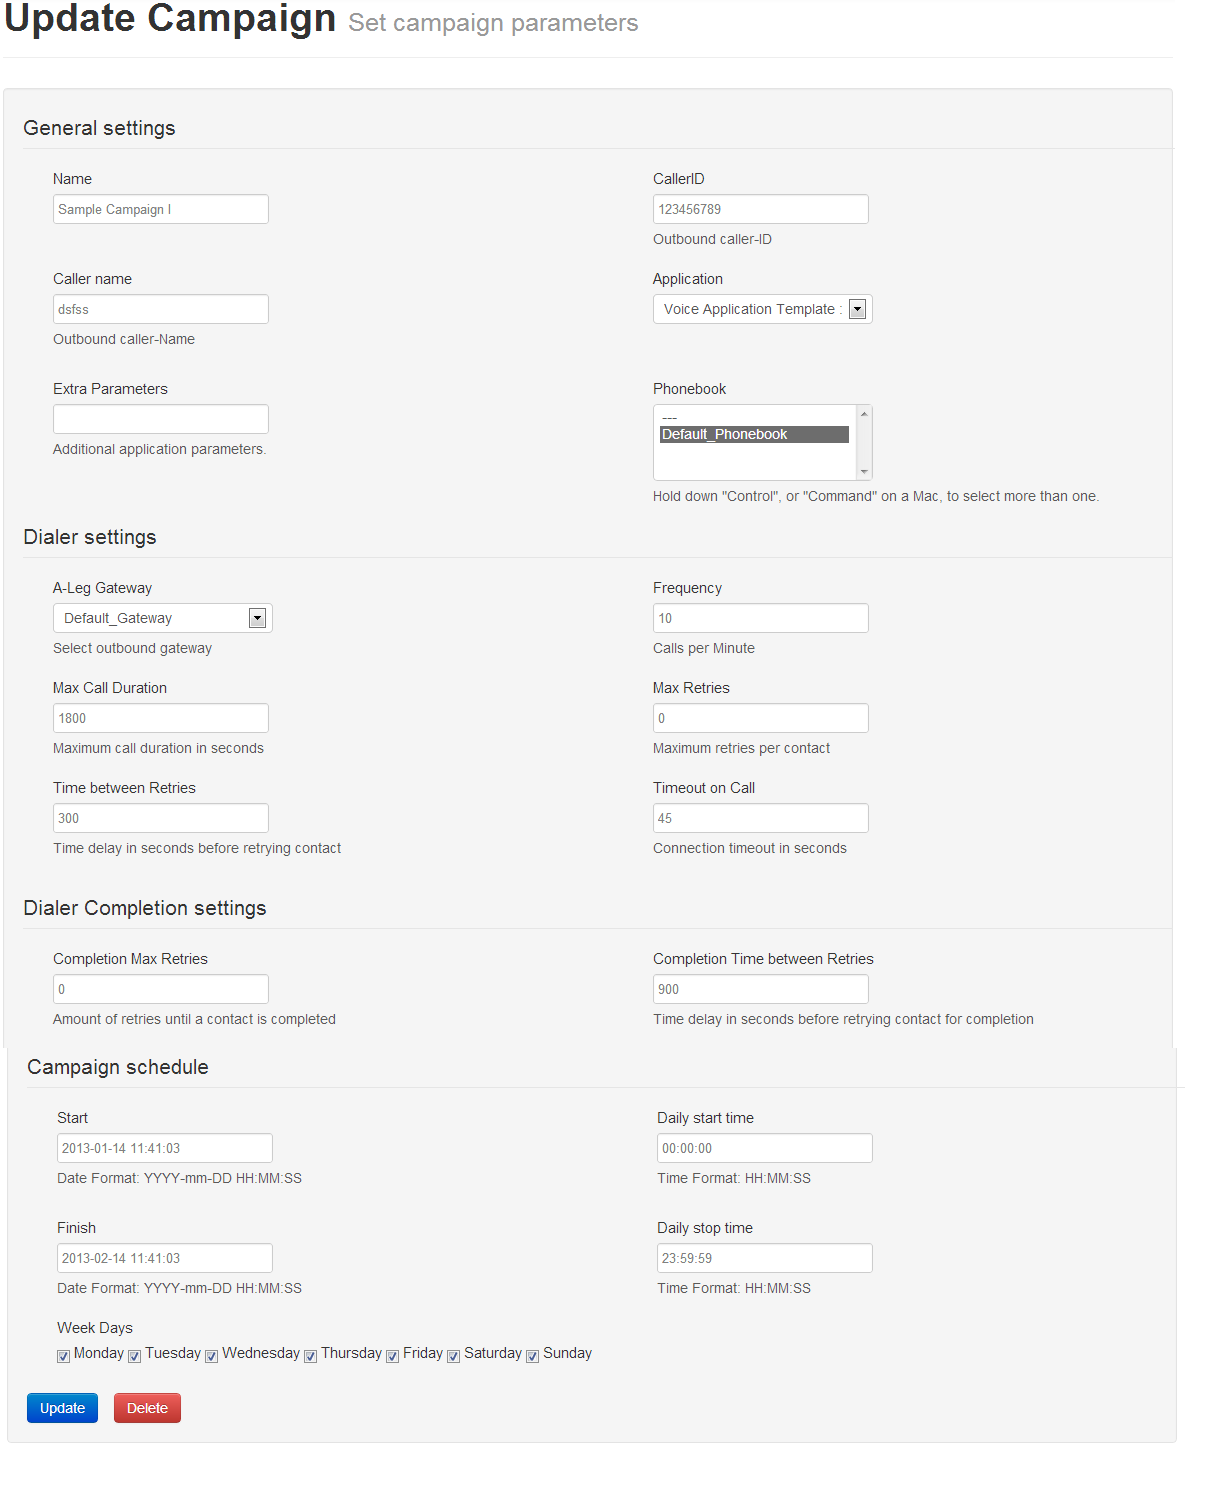 Update Campaign Set campaign parameters
General settings
Name
CallerID
Sample Campaign I
123456789
Outbound caller-ID
Caller name
Application
dsfss
Voice Application Template :
Outbound caller-Name
Extra Parameters
Phonebook
---
Default_Phonebook
Additional application parameters.
Hold down "Control", or "Command" on a Mac, to select more than one.
Dialer settings
A-Leg Gateway
Frequency
Default_Gateway
10
Select outbound gateway
Calls per Minute
Max Call Duration
Max Retries
1800
0
Maximum call duration in seconds
Maximum retries per contact
Time between Retries
Timeout on Call
300
45
Time delay in seconds before retrying contact
Connection timeout in seconds
Dialer Completion settings
Completion Max Retries
Completion Time between Retries
0
900
Amount of retries until a contact is completed
Time delay in seconds before retrying contact for completion
Campaign schedule
Start
Daily start time
2013-01-14 11:41:03
00:00:00
Date Format: YYYY-mm-DD HH:MM:SS
Time Format: HH:MM:SS
Finish
Daily stop time
2013-02-14 11:41:03
23:59:59
Date Format: YYYY-mm-DD HH:MM:SS
Time Format: HH:MM:SS
Week Days
Monday Tuesday Wednesday Thursday Friday Saturday Sunday
Update Delete